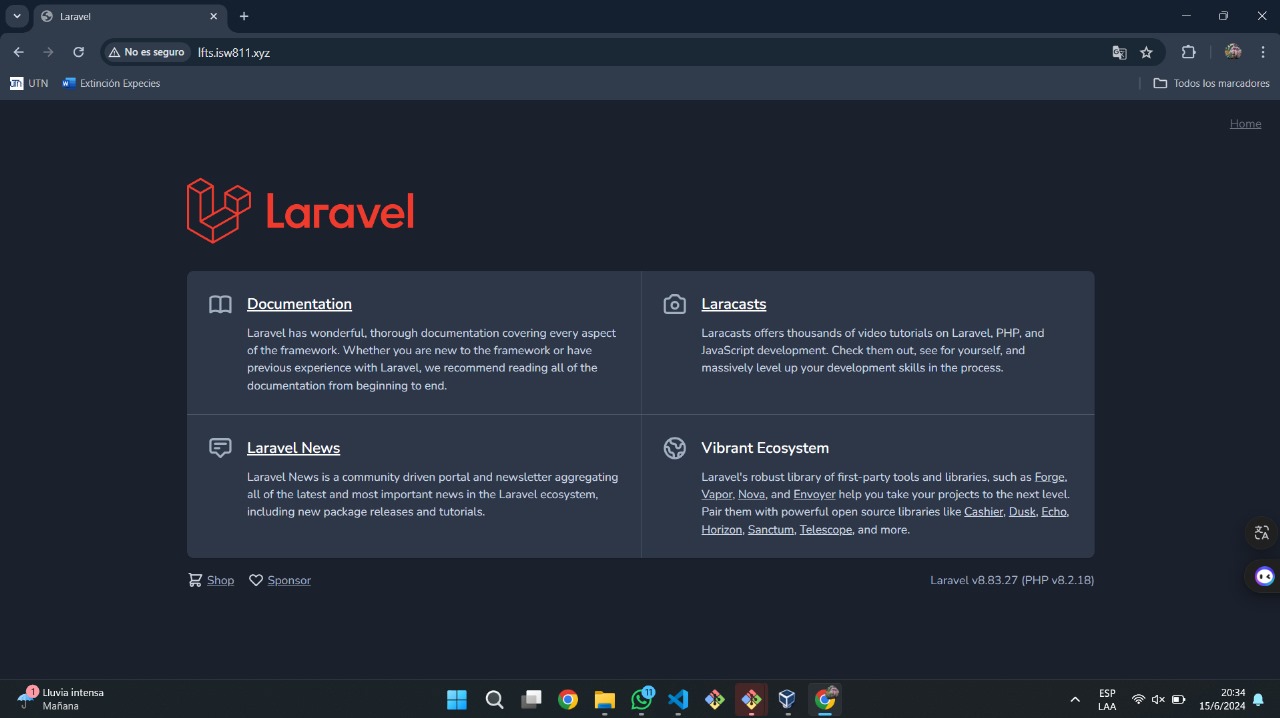 Laravel
No es seguro
lfts.isw811.xyz
UTN
Extinción Expecies
Todos los marcadores
Home
Laravel
Documentation
Laravel has wonderful, thorough documentation covering every aspect
of the framework. Whether you are new to the framework or have
previous experience with Laravel, we recommend reading all of the
documentation from beginning to end.
Laracasts
Laracasts offers thousands of video tutorials on Laravel, PHP, and
JavaScript development. Check them out, see for yourself, and
massively level up your development skills in the process.
Laravel News
Laravel News is a community driven portal and newsletter aggregating
all of the latest and most important news in the Laravel ecosystem,
including new package releases and tutorials.
Vibrant Ecosystem
Laravel's robust library of first-party tools and libraries, such as Forge,
Vapor, Nova, and Envoyer help you take your projects to the next level.
Pair them with powerful open source libraries like Cashier, Dusk, Echo,
Horizon, Sanctum, Telescope, and more.
Shop
Sponsor
Laravel v8.83.27 (PHP v8.2.18)
1
Lluvia intensa
Mañana
11
ESP
LAA
20:34
15/6/2024